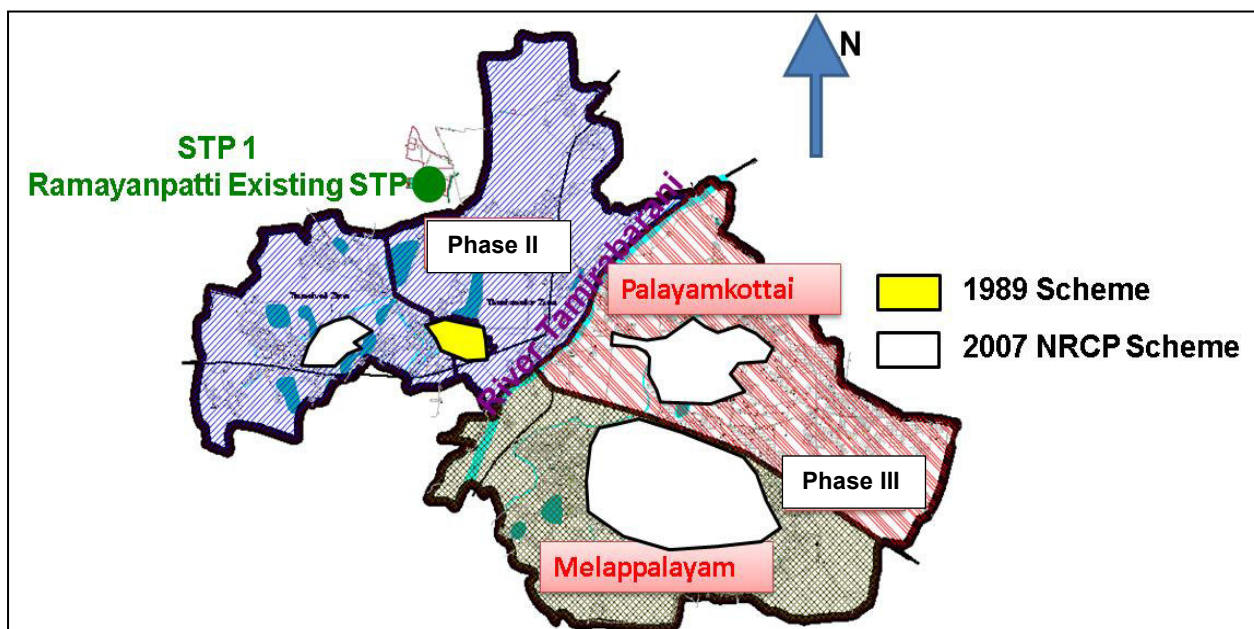 N
STP 1
Ramayanpatti Existing STP
Phase II
River Tamirabarani
Palayamkottai
1989 Scheme
2007 NRCP Scheme
Phase III
Melappalayam